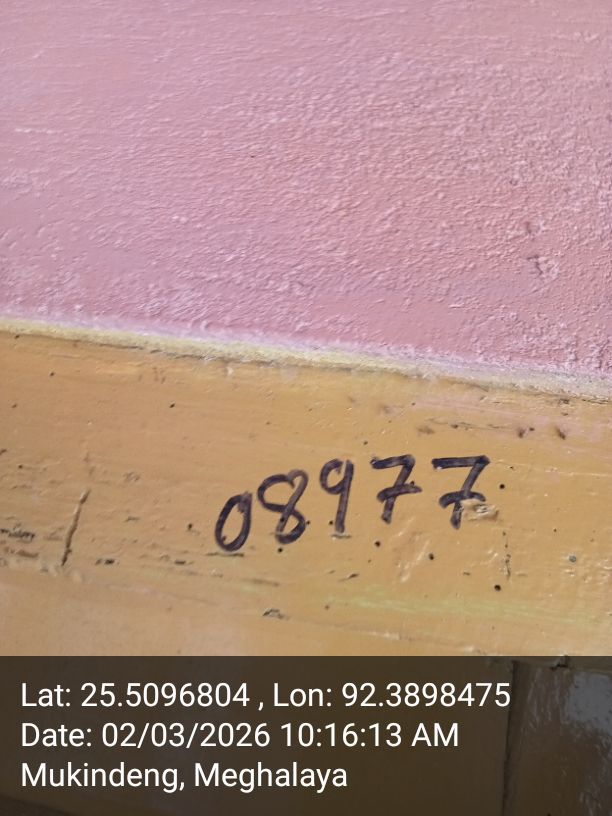 08977
Lat: 25.5096804 , Lon: 92.3898475
Date: 02/03/2026 10:16:13 AM
Mukindeng, Meghalaya